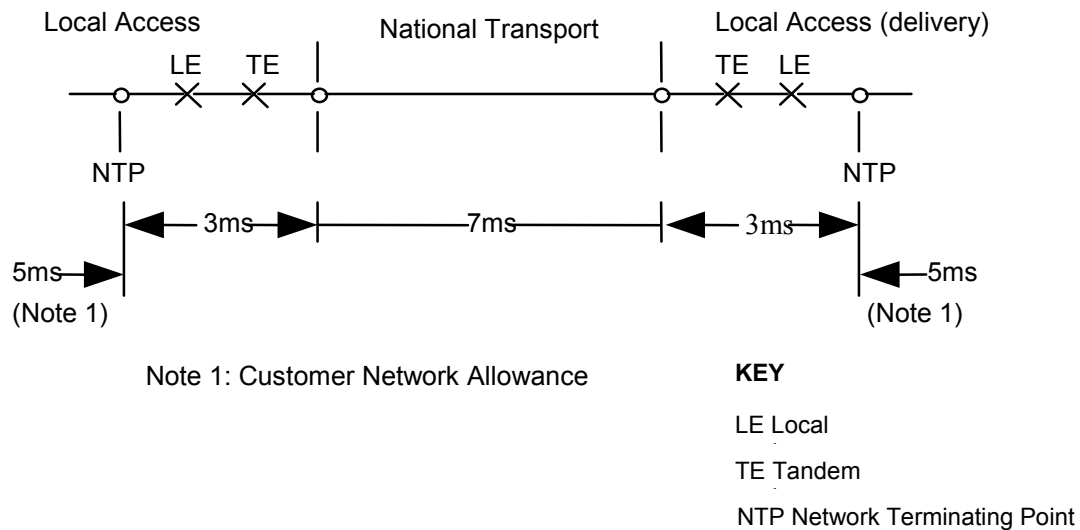 Local Access
National Transport
Local Access (delivery)
LE
TE
TE
LE
NTP
NTP
3ms
7ms
3ms
5ms
5ms
(Note 1)
(Note 1)
Note 1: Customer Network Allowance
KEY
LE Local
TE Tandem
NTP Network Terminating Point